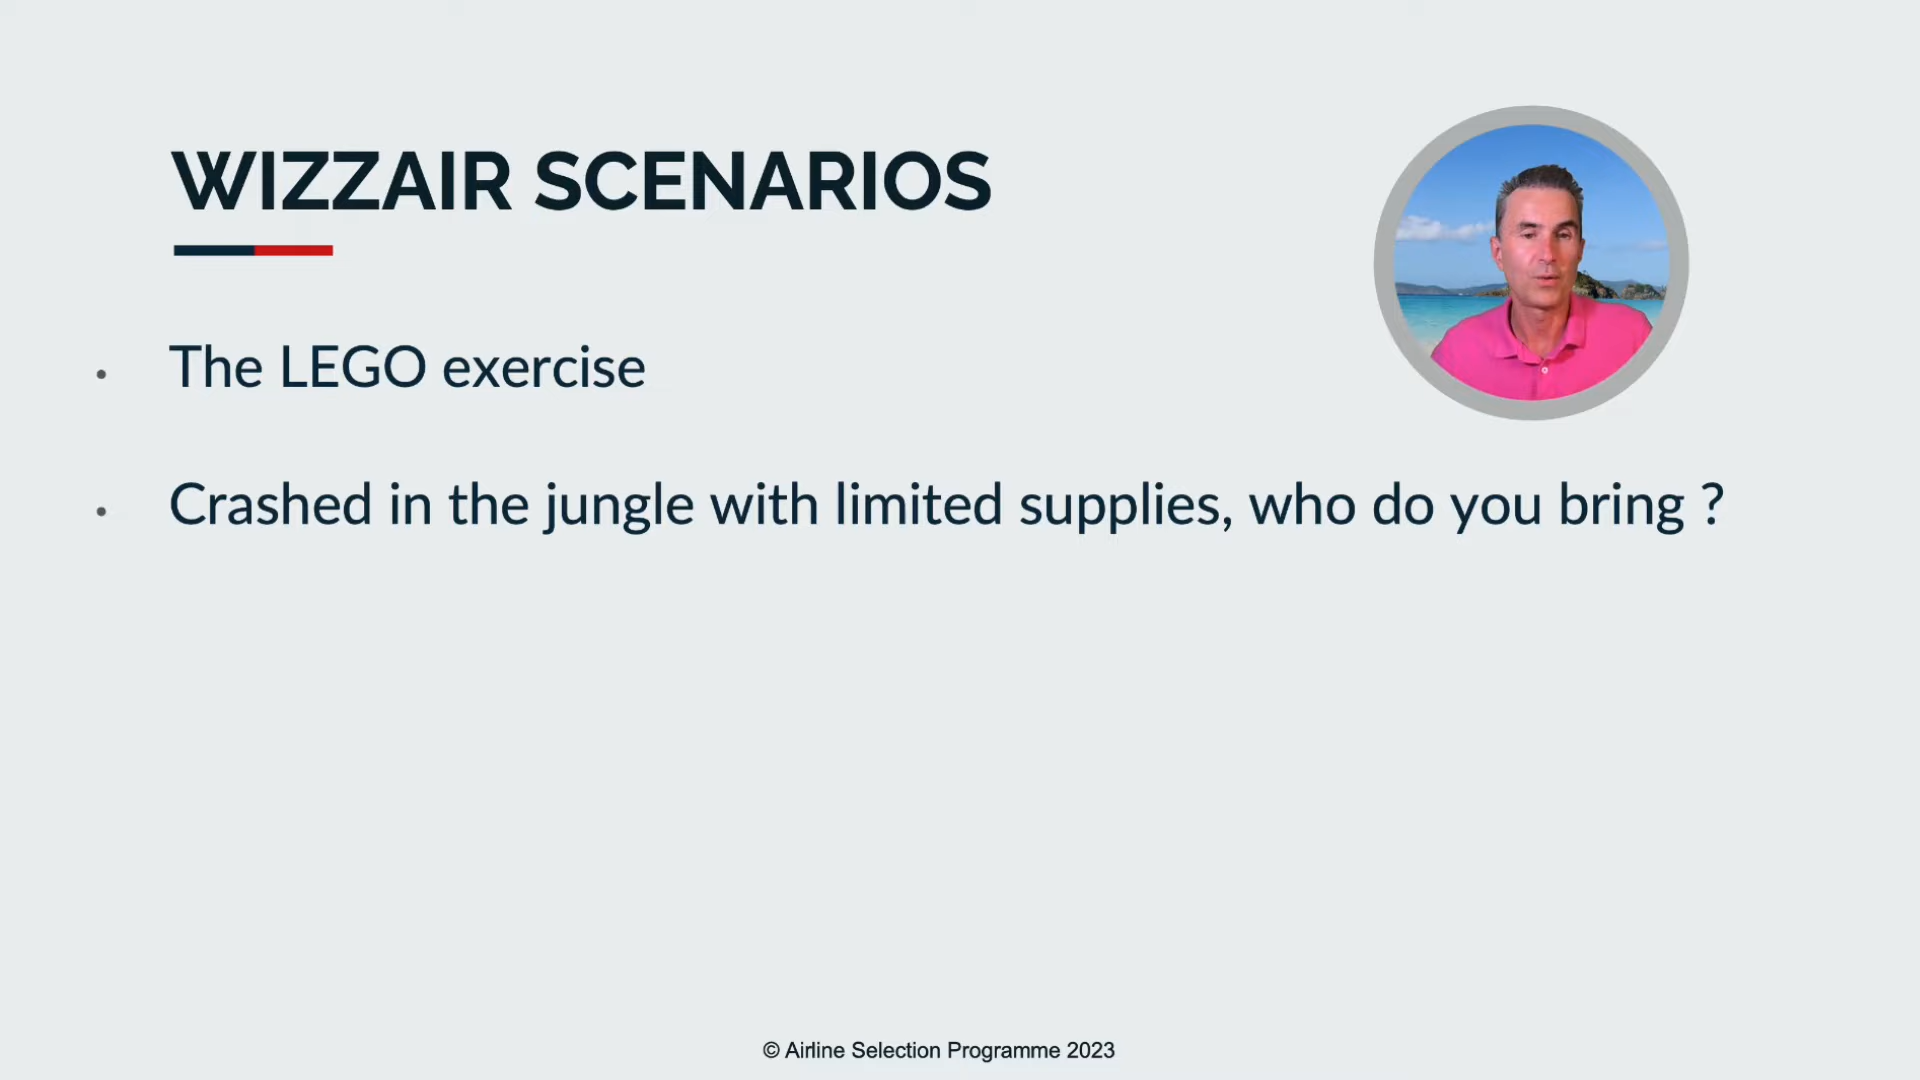 WIZZAIR SCENARIOS
• The LEGO exercise
• Crashed in the jungle with limited supplies, who do you bring ?
© Airline Selection Programme 2023